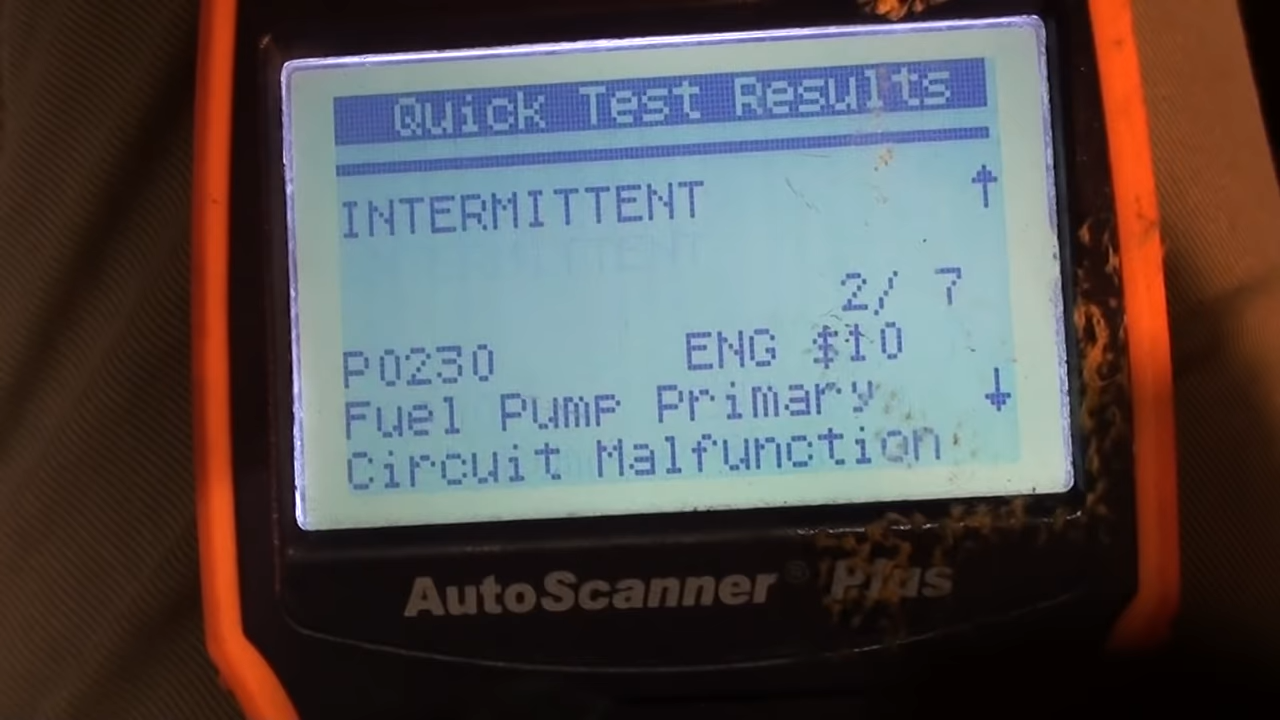 Quick Test Results
INTERMITTENT
2/ 7
P0230 ENG $10
Fuel Pump Primary
Circuit Malfunction
AutoScanner® Plus